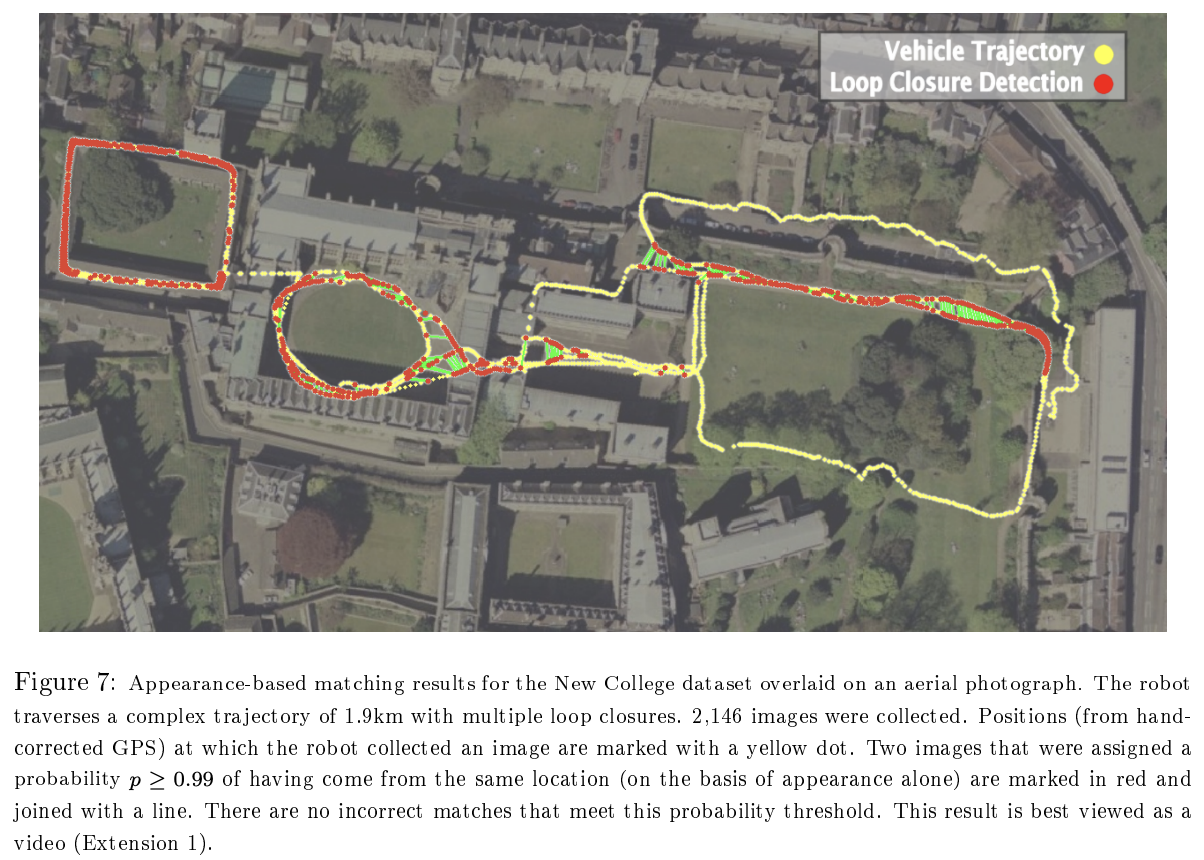 Vehicle Trajectory
Loop Closure Detection
Figure 7: Appearance-based matching results for the New College dataset overlaid on an aerial photograph. The robot
traverses a complex trajectory of 1.9km with multiple loop closures. 2,146 images were collected. Positions (from hand-
corrected GPS) at which the robot collected an image are marked with a yellow dot. Two images that were assigned a
probability p ≥ 0.99 of having come from the same location (on the basis of appearance alone) are marked in red and
joined with a line. There are no incorrect matches that meet this probability threshold. This result is best viewed as a
video (Extension 1).